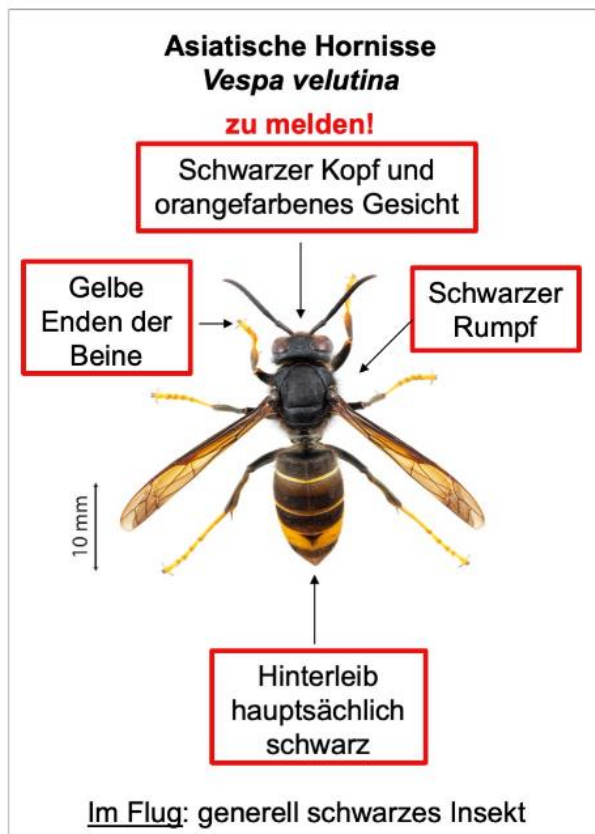 Asiatische Hornisse
Vespa velutina
zu melden!
Schwarzer Kopf und
orangefarbenes Gesicht
Gelbe
Enden der
Beine
Schwarzer
Rumpf
10 mm
Hinterleib
hauptsächlich
schwarz
Im Flug: generell schwarzes Insekt